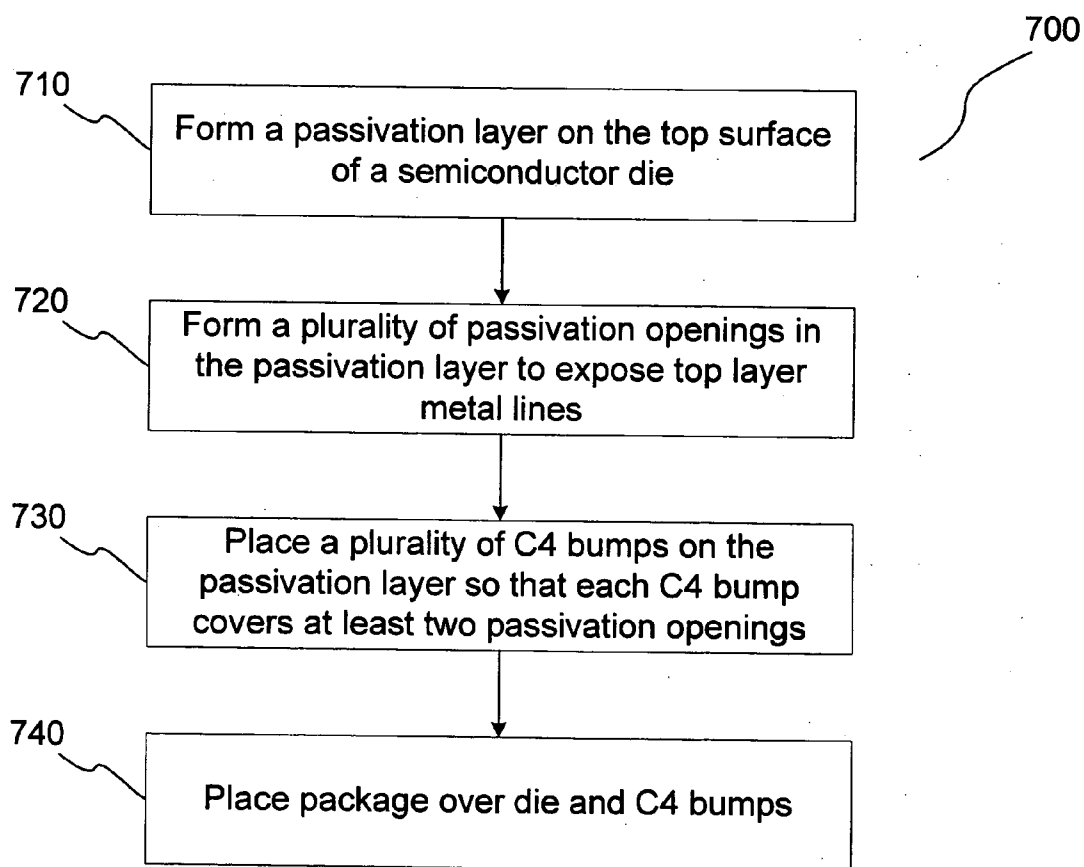 700
710
Form a passivation layer on the top surface
of a semiconductor die
720
Form a plurality of passivation openings in
the passivation layer to expose top layer
metal lines
730
Place a plurality of C4 bumps on the
passivation layer so that each C4 bump
covers at least two passivation openings
740
Place package over die and C4 bumps